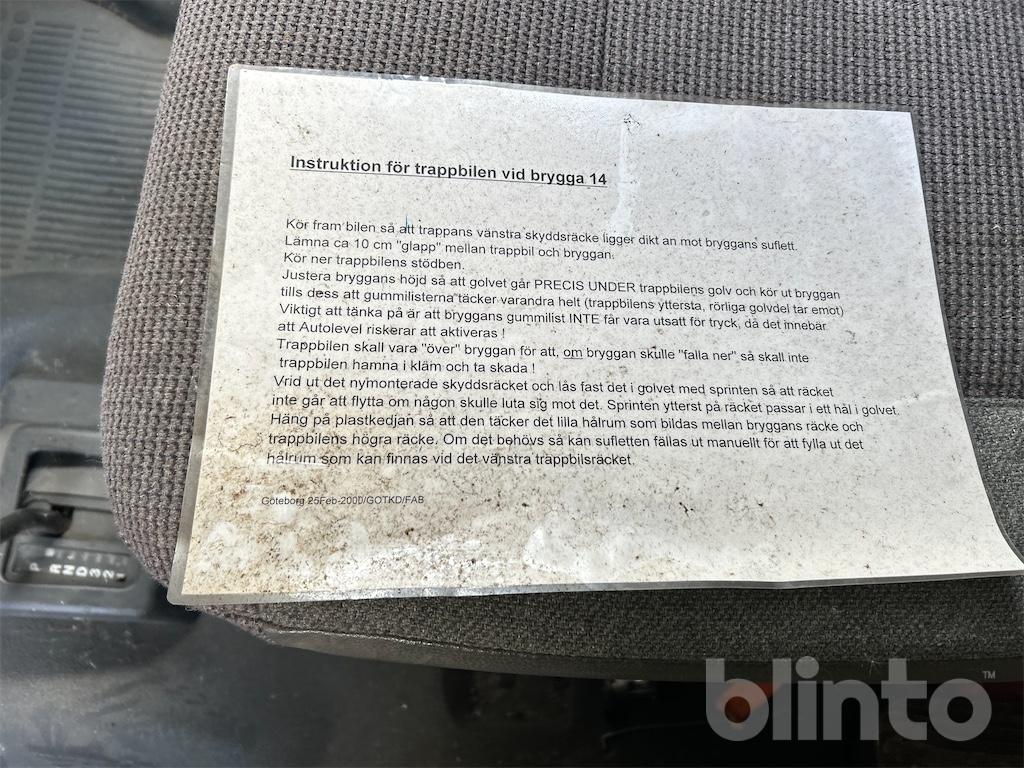 Instruktion för trappbilen vid brygga 14
Kör fram bilen så att trappans vänstra skyddsräcke ligger dikt an mot bryggans suflett.
Lämna ca 10 cm "glapp" mellan trappbil och bryggan.
Kör ner trappbilens stödben.
Justera bryggans höjd så att golvet går PRECIS UNDER trappbilens golv och kör ut bryggan
tills dess att gummilisterna täcker varandra helt (trappbilens yttersta, rörliga golvdel tar emot)
Viktigt att tänka på är att bryggans gummilist INTE får vara utsatt för tryck, då det innebär
att Autolevel riskerar att aktiveras !
Trappbilen skall vara "över" bryggan för att, om bryggan skulle "falla ner" så skall inte
trappbilen hamna i kläm och ta skada !
Vrid ut det nymonterade skyddsräcket och lås fast det i golvet med sprinten så att räcket
inte går att flytta om någon skulle luta sig mot det. Sprinten ytterst på räcket passar i ett hål i golvet.
Häng på plastkedjan så att den täcker det lilla hålrum som bildas mellan bryggans räcke och
trappbilens högra räcke. Om det behövs så kan sufletten fällas ut manuellt för att fylla ut det
hålrum som kan finnas vid det vänstra trappbilsräcket.
Göteborg 25Feb-2000/GOTKD/FAB
P R N D 3 2
blinto™